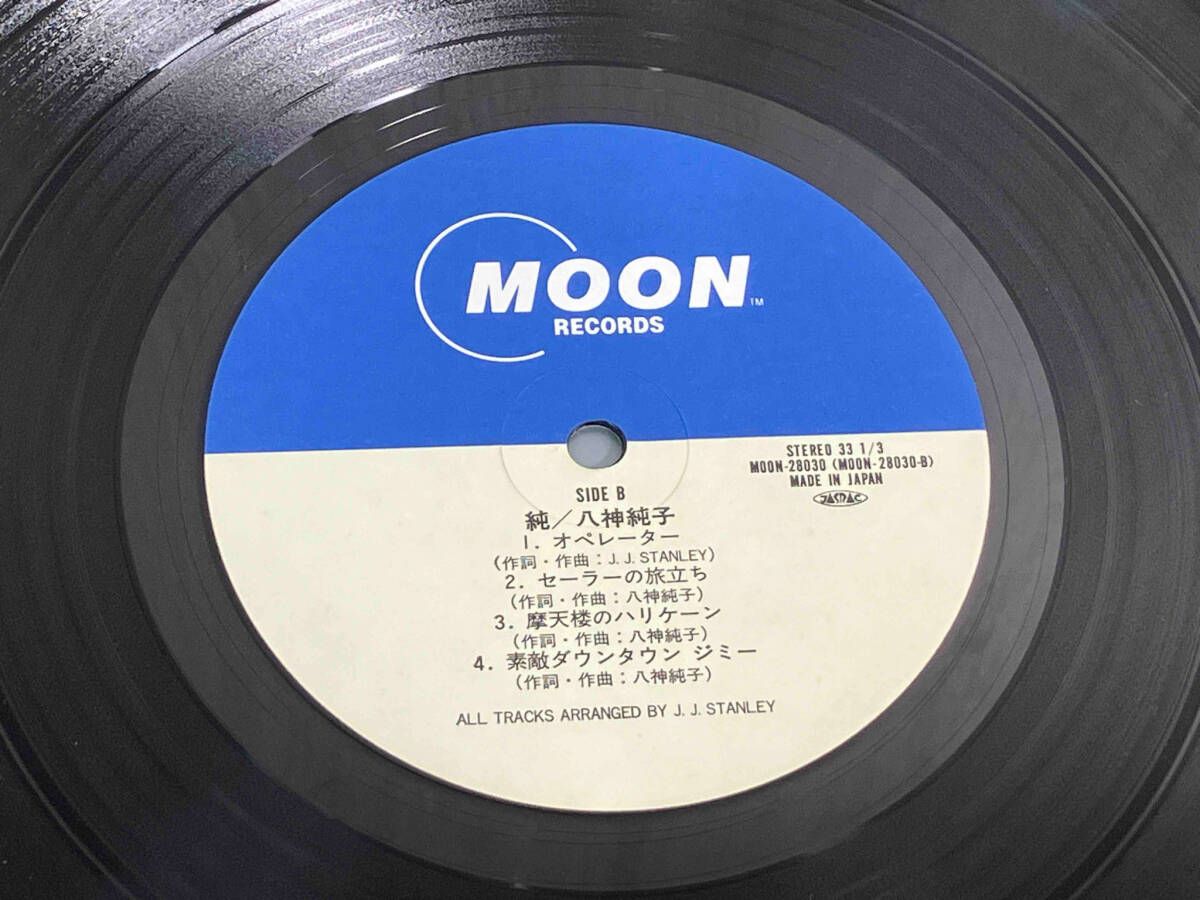 MOON™
RECORDS
STEREO 33 1/3
MOON-28030 (MOON-28030-B)
MADE IN JAPAN
JASRAC
SIDE B
純／八神純子
1. オペレーター
(作詞・作曲：J. J. STANLEY)
2. セーラーの旅立ち
(作詞・作曲：八神純子)
3. 摩天楼のハリケーン
(作詞・作曲：八神純子)
4. 素敵ダウンタウン ジミー
(作詞・作曲：八神純子)
ALL TRACKS ARRANGED BY J. J. STANLEY